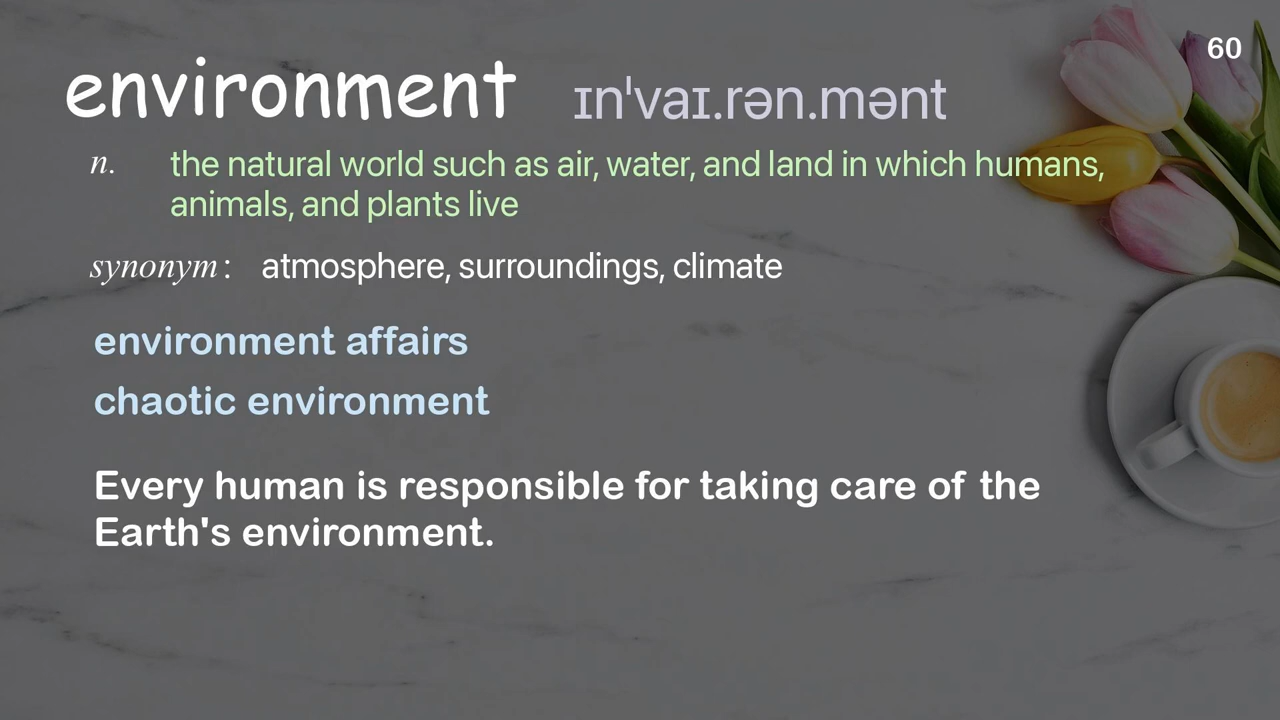 60
environment ɪnˈvaɪ.rən.mənt
n. the natural world such as air, water, and land in which humans,
animals, and plants live
synonym: atmosphere, surroundings, climate
environment affairs
chaotic environment
Every human is responsible for taking care of the
Earth's environment.